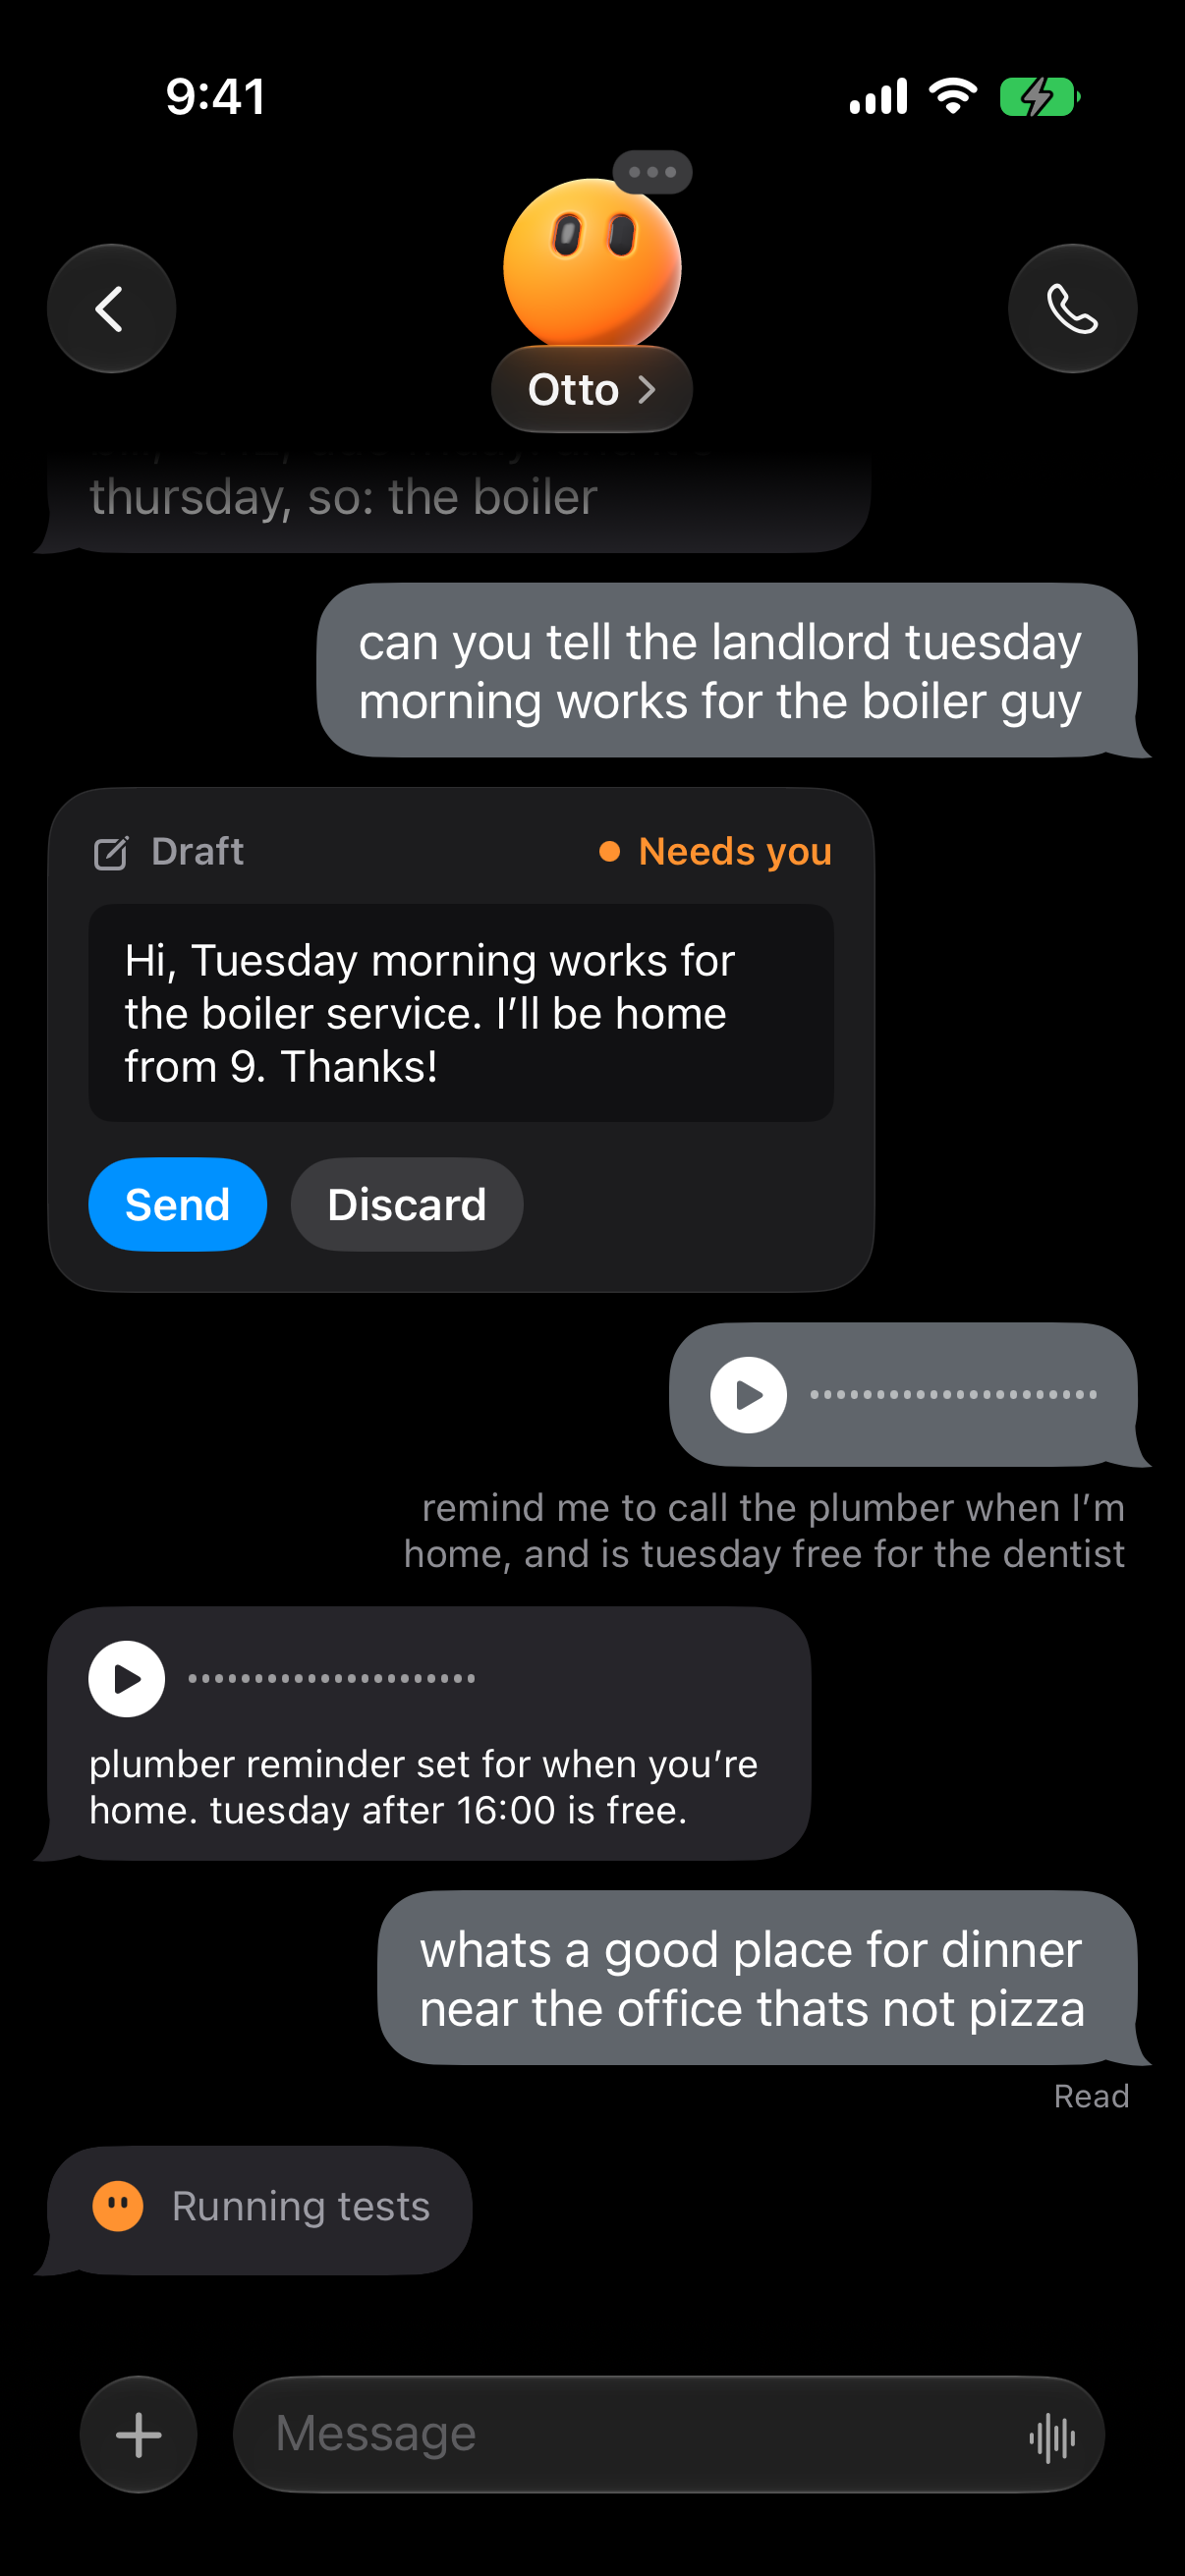 9:41
Otto
thursday, so: the boiler
can you tell the landlord tuesday
morning works for the boiler guy
Draft
Needs you
Hi, Tuesday morning works for
the boiler service. I’ll be home
from 9. Thanks!
Send
Discard
remind me to call the plumber when I’m
home, and is tuesday free for the dentist
plumber reminder set for when you’re
home. tuesday after 16:00 is free.
whats a good place for dinner
near the office thats not pizza
Read
Running tests
Message